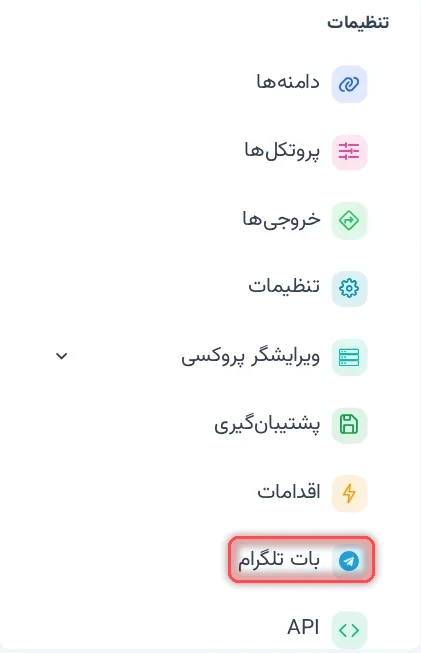 تنظیمات
دامنه‌ها
پروتکل‌ها
خروجی‌ها
تنظیمات
ویرایشگر پروکسی
پشتیبان‌گیری
اقدامات
بات تلگرام
API